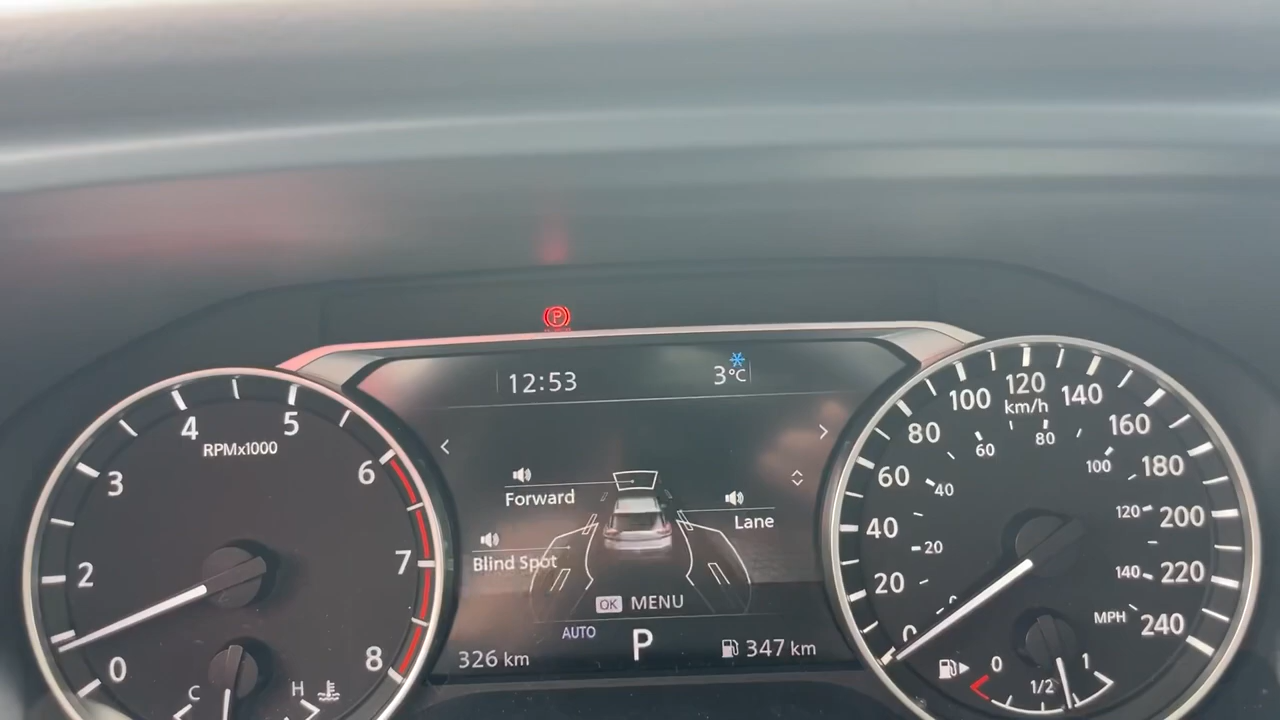 P
12:53
3°C
4
5
RPMx1000
3
6
2
7
0
8
C
H
Forward
Lane
Blind Spot
OK MENU
AUTO
P
326 km
347 km
120
100
140
km/h
80
160
60
80
60
100
180
40
40
120
200
20
20
140
220
0
0
MPH
240
0
1/2
1